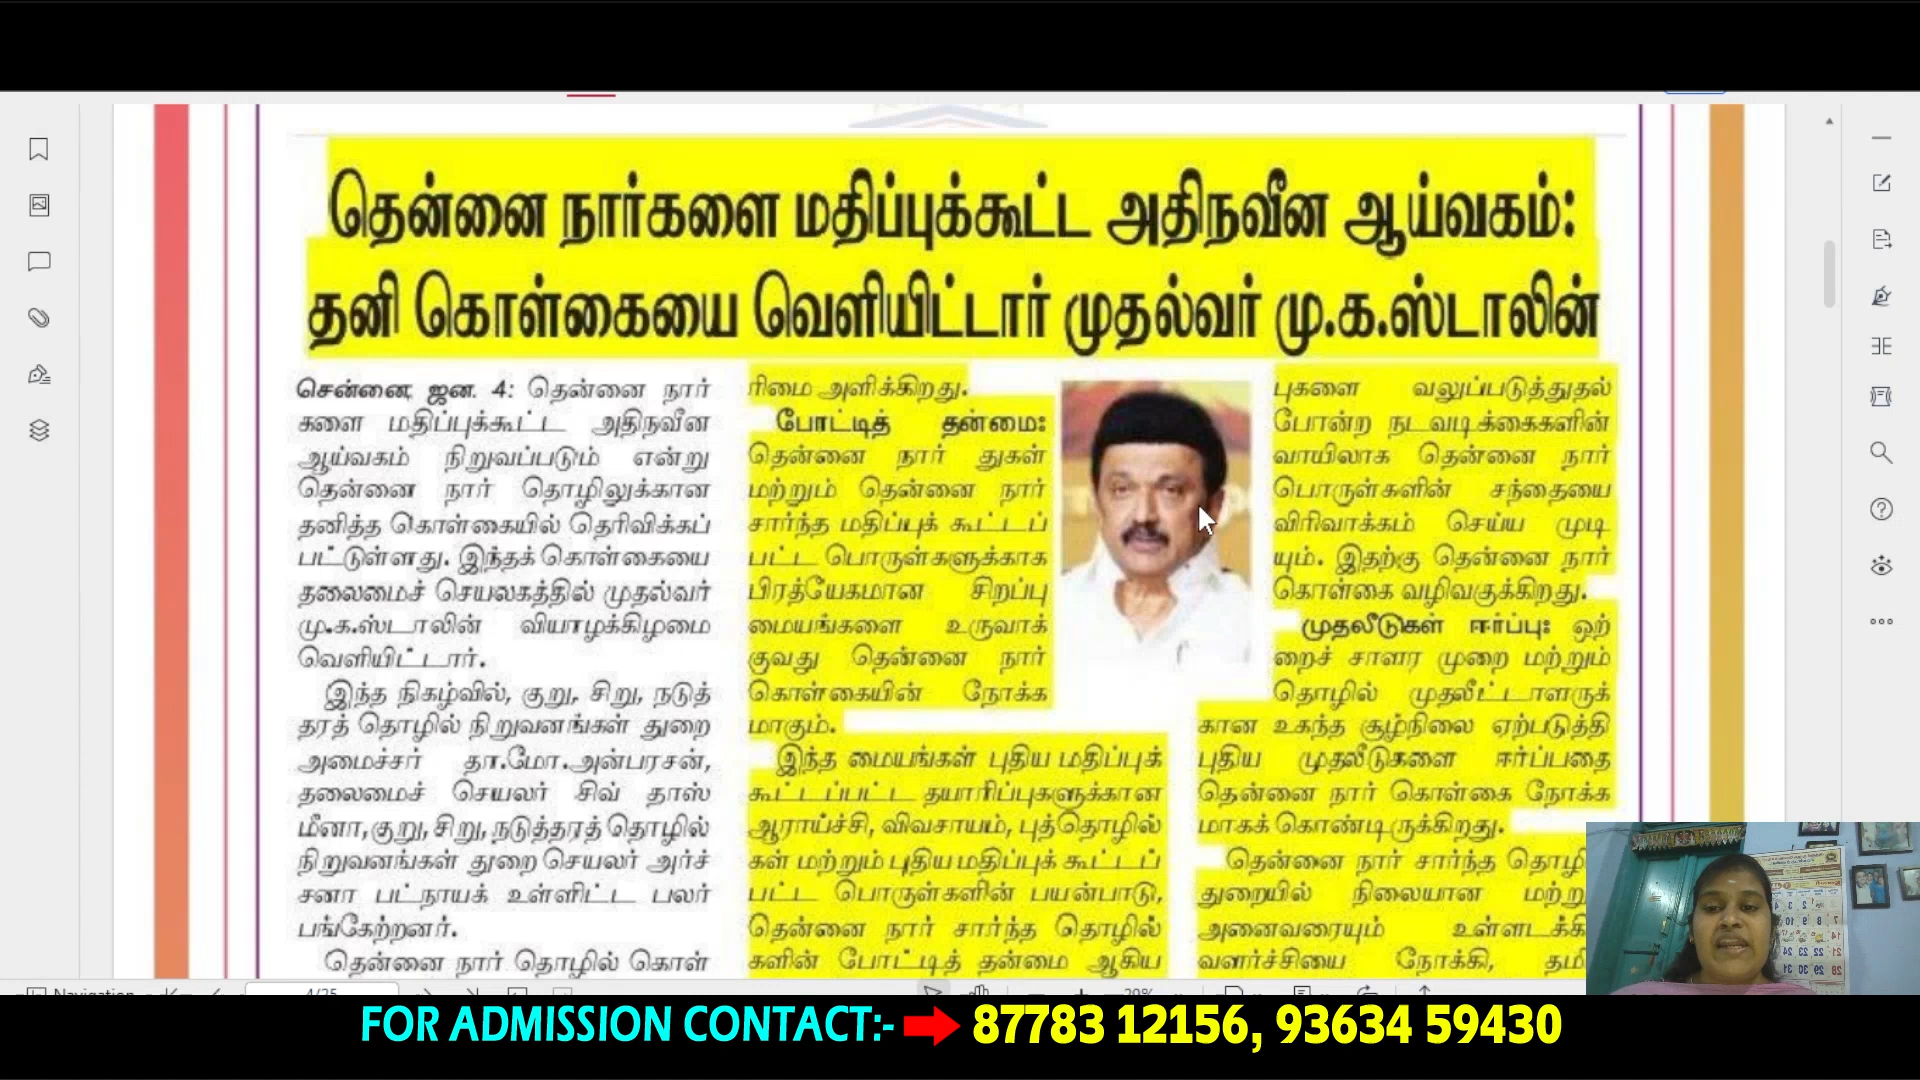 தென்னை நார்களை மதிப்புக்கூட்ட அதிநவீன ஆய்வகம்:
தனி கொள்கையை வெளியிட்டார் முதல்வர் மு.க.ஸ்டாலின்
சென்னை, ஜன. 4: தென்னை நார்
களை மதிப்புக்கூட்ட அதிநவீன
ஆய்வகம் நிறுவப்படும் என்று
தென்னை நார் தொழிலுக்கான
தனித்த கொள்கையில் தெரிவிக்கப்
பட்டுள்ளது. இந்தக் கொள்கையை
தலைமைச் செயலகத்தில் முதல்வர்
மு.க.ஸ்டாலின் வியாழக்கிழமை
வெளியிட்டார்.
இந்த நிகழ்வில், குறு, சிறு, நடுத்
தரத் தொழில் நிறுவனங்கள் துறை
அமைச்சர் தா.மோ.அன்பரசன்,
தலைமைச் செயலர் சிவ் தாஸ்
மீனா, குறு, சிறு, நடுத்தரத் தொழில்
நிறுவனங்கள் துறை செயலர் அர்ச்
சனா பட்நாயக் உள்ளிட்ட பலர்
பங்கேற்றனர்.
தென்னை நார் தொழில் கொள்
ரிமை அளிக்கிறது.
போட்டித் தன்மை:
தென்னை நார் துகள்
மற்றும் தென்னை நார்
சார்ந்த மதிப்புக் கூட்டப்
பட்ட பொருள்களுக்காக
பிரத்யேகமான சிறப்பு
மையங்களை உருவாக்
குவது தென்னை நார்
கொள்கையின் நோக்க
மாகும்.
இந்த மையங்கள் புதிய மதிப்புக்
கூட்டப்பட்ட தயாரிப்புகளுக்கான
ஆராய்ச்சி, விவசாயம், புத்தொழில்
கள் மற்றும் புதிய மதிப்புக் கூட்டப்
பட்ட பொருள்களின் பயன்பாடு,
தென்னை நார் சார்ந்த தொழில்
களின் போட்டித் தன்மை ஆகிய
புகளை வலுப்படுத்துதல்
போன்ற நடவடிக்கைகளின்
வாயிலாக தென்னை நார்
பொருள்களின் சந்தையை
விரிவாக்கம் செய்ய முடி
யும். இதற்கு தென்னை நார்
கொள்கை வழிவகுக்கிறது.
முதலீடுகள் ஈர்ப்பு: ஒற்
றைச் சாளர முறை மற்றும்
தொழில் முதலீட்டாளருக்
கான உகந்த சூழ்நிலை ஏற்படுத்தி
புதிய முதலீடுகளை ஈர்ப்பதை
தென்னை நார் கொள்கை நோக்க
மாகக் கொண்டிருக்கிறது.
தென்னை நார் சார்ந்த
துறையில் நிலையான
அனைவரையும்
வளர்ச்சியை நோக்கி,
FOR ADMISSION CONTACT:- 87783 12156, 93634 59430